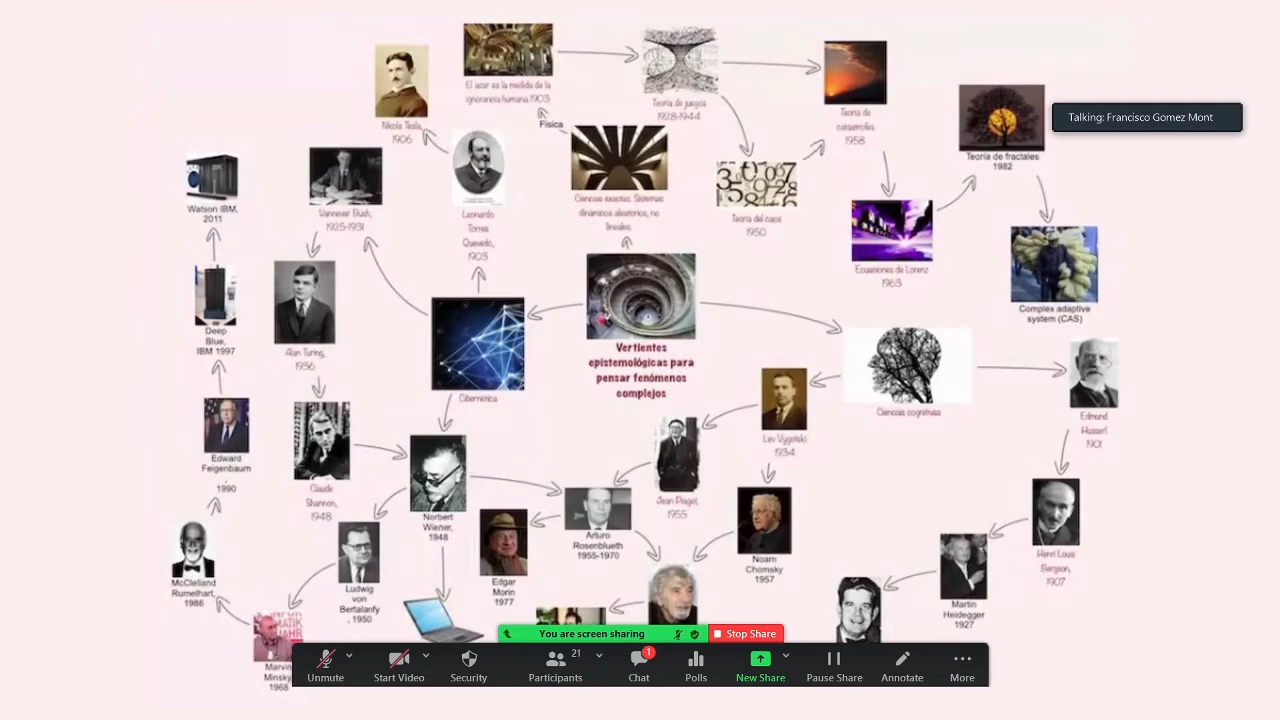 El azar es la medida de la
ignorancia humana 1903
Teoría de juegos
1928-1944
Teoría de
catástrofes
1958
Talking: Francisco Gomez Mont
Nikola Tesla,
1906
Física
Teoría de fractales
1982
Watson IBM,
2011
Vannevar Bush,
1925-1931
Leonardo
Torres
Quevedo,
1903
Ciencias exactas. Sistemas
dinámicos aleatorios, no
lineales
Teoría del caos
1950
Ecuaciones de Lorenz
1963
Complex adaptive
system (CAS)
Deep
Blue,
IBM 1997
Alan Turing,
1936
Cibernética
Vertientes
epistemológicas para
pensar fenómenos
complejos
Ciencias cognitivas
Edmund
Husserl
1901
Lev Vygotski
1934
Edward
Feigenbaum
,
1990
Claude
Shannon,
1948
Norbert
Wiener,
1948
Jean Piaget,
1955
Arturo
Rosenblueth
1955-1970
Noam
Chomsky
1957
Henri Louis
Bergson,
1907
McClelland
Rumelhart,
1986
Ludwig
von
Bertalanfy
, 1950
Edgar
Morin
1977
Martin
Heidegger
1927
Marvin
Minsky
1968
You are screen sharing
Stop Share
Unmute
Start Video
Security
21
Participants
1
Chat
Polls
New Share
Pause Share
Annotate
More